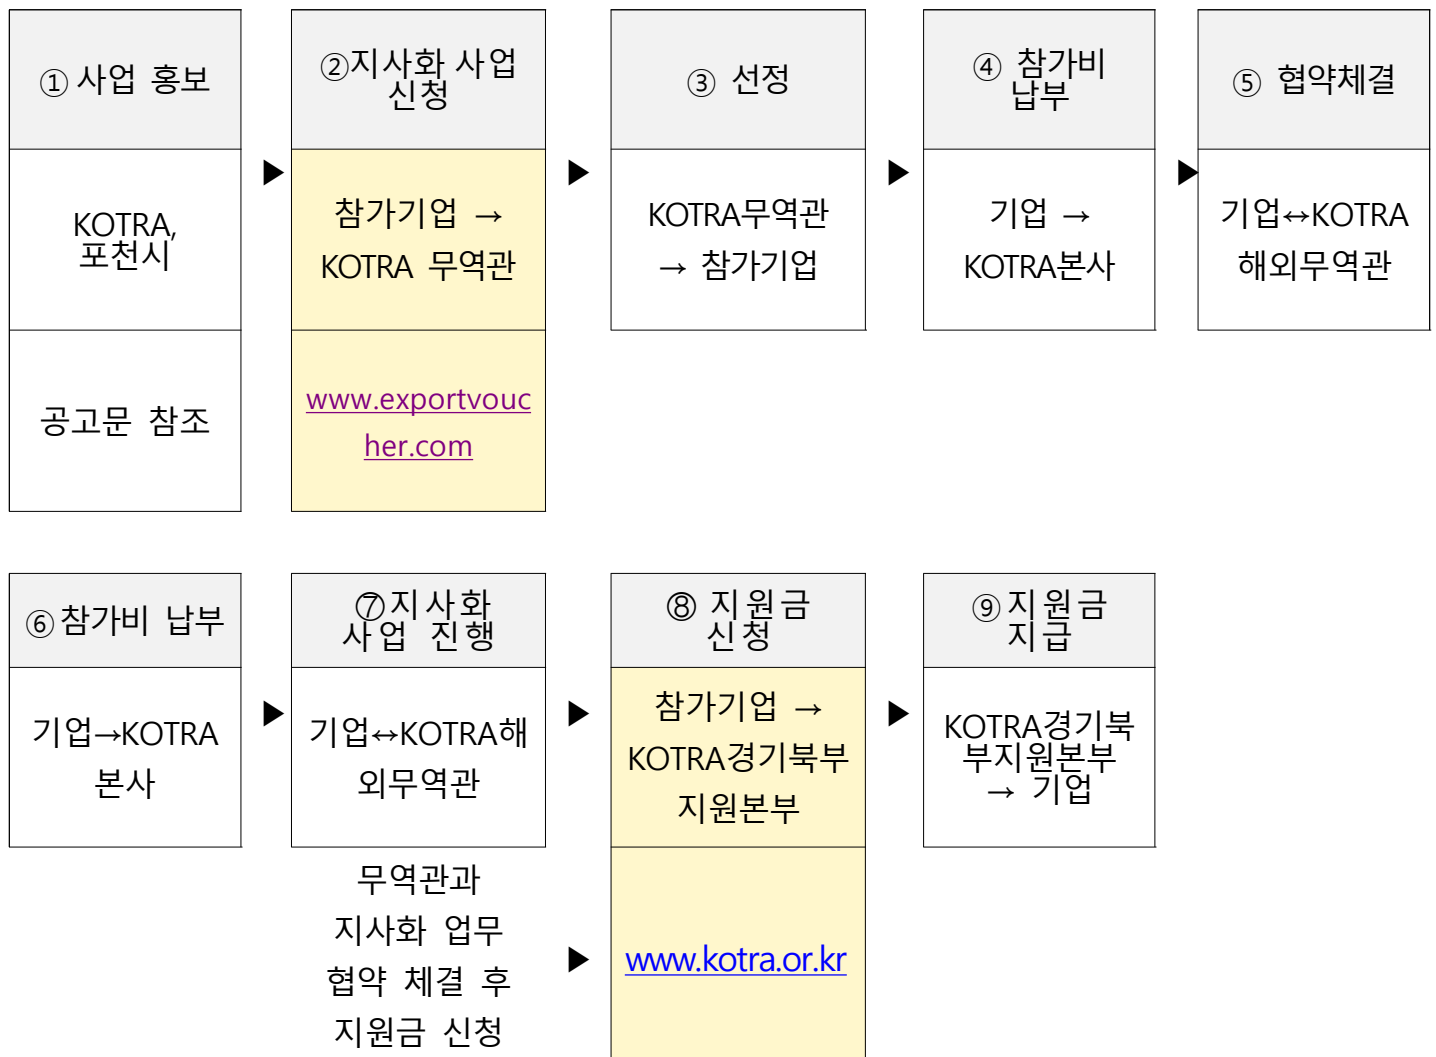 ① 사업 홍보
②지사화 사업
신청
③ 선정
④ 참가비
납부
⑤ 협약체결
KOTRA,
포천시
참가기업 →
KOTRA 무역관
KOTRA무역관
→ 참가기업
기업 →
KOTRA본사
기업↔KOTRA
해외무역관
공고문 참조
www.exportvouc
her.com
⑥ 참가비 납부
⑦지사화
사업 진행
⑧ 지원금
신청
⑨ 지원금
지급
기업→KOTRA
본사
기업↔KOTRA해
외무역관
참가기업 →
KOTRA경기북부
지원본부
KOTRA경기북
부지원본부
→ 기업
무역관과
지사화 업무
협약 체결 후
지원금 신청
www.kotra.or.kr